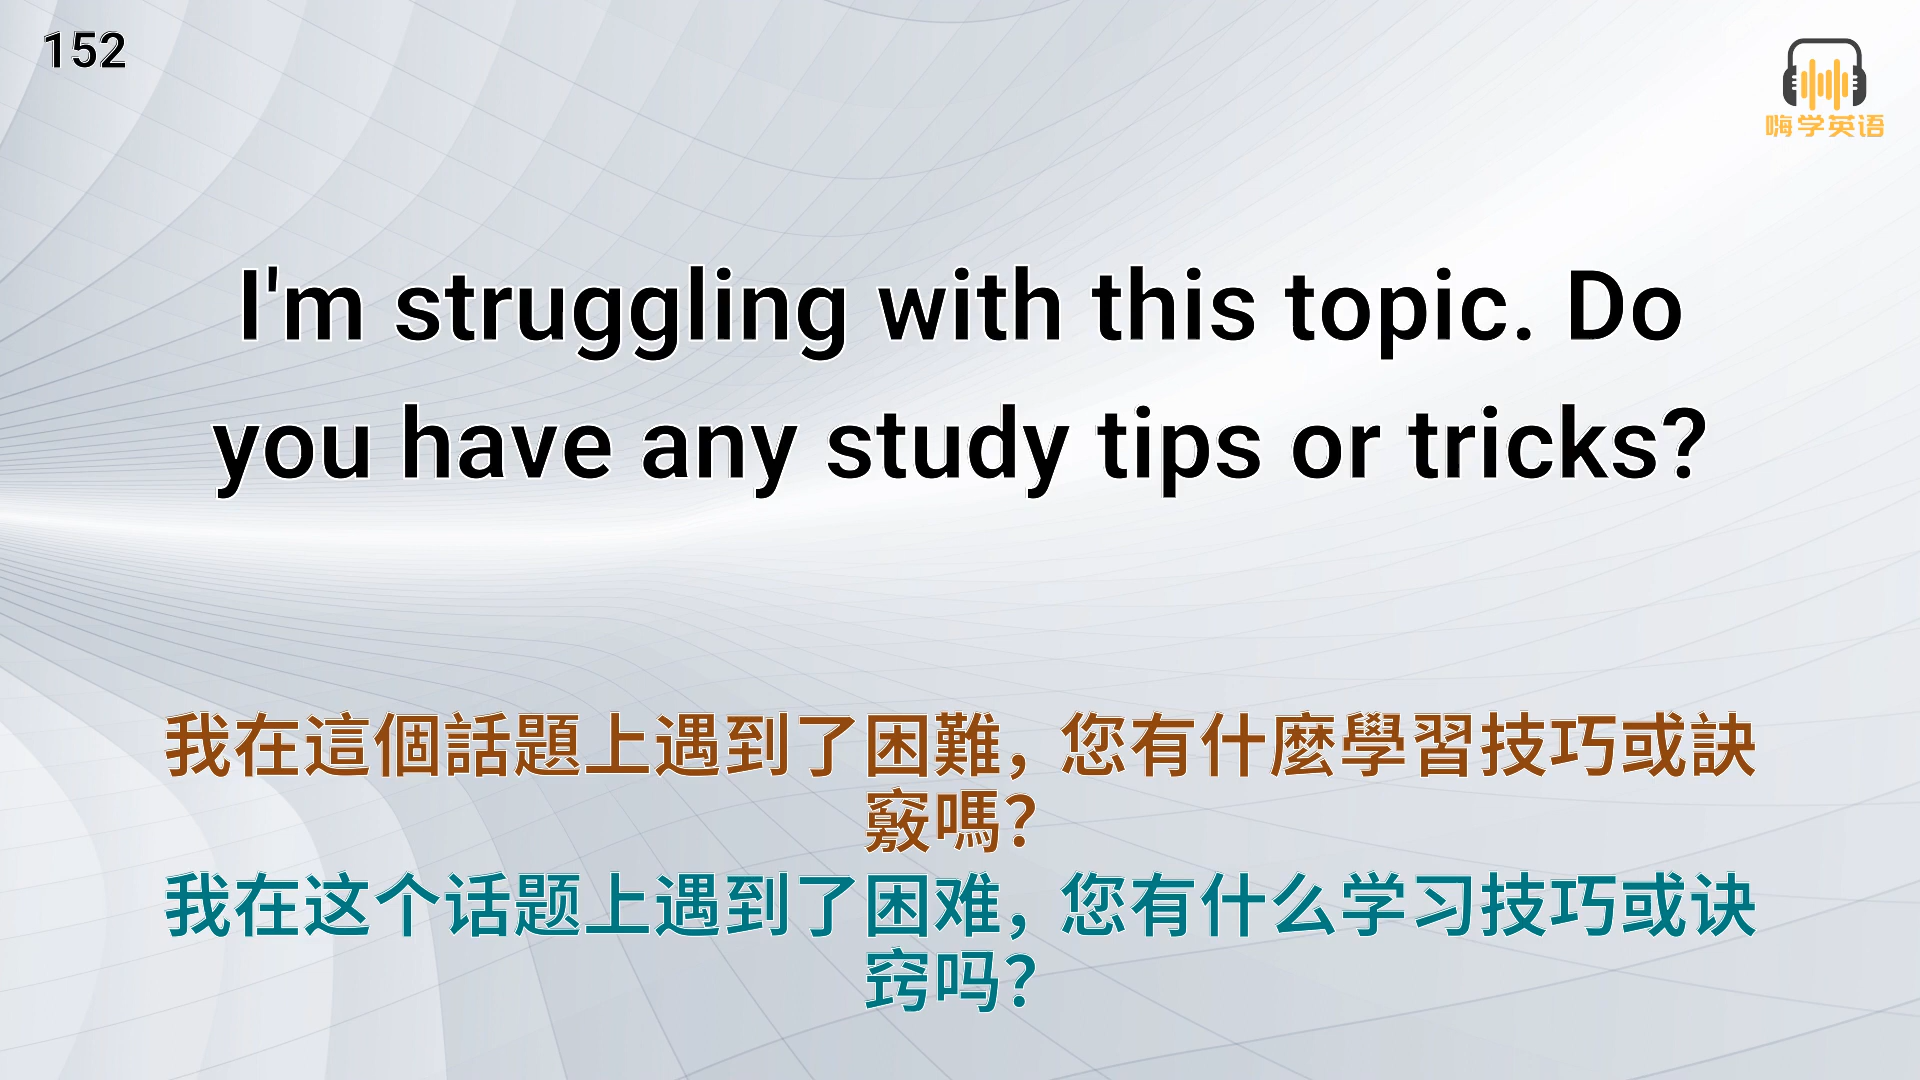 152
嗨学英语
I'm struggling with this topic. Do
you have any study tips or tricks?
我在這個話題上遇到了困難，您有什麼學習技巧或訣
竅嗎？
我在这个话题上遇到了困难，您有什么学习技巧或诀
窍吗？